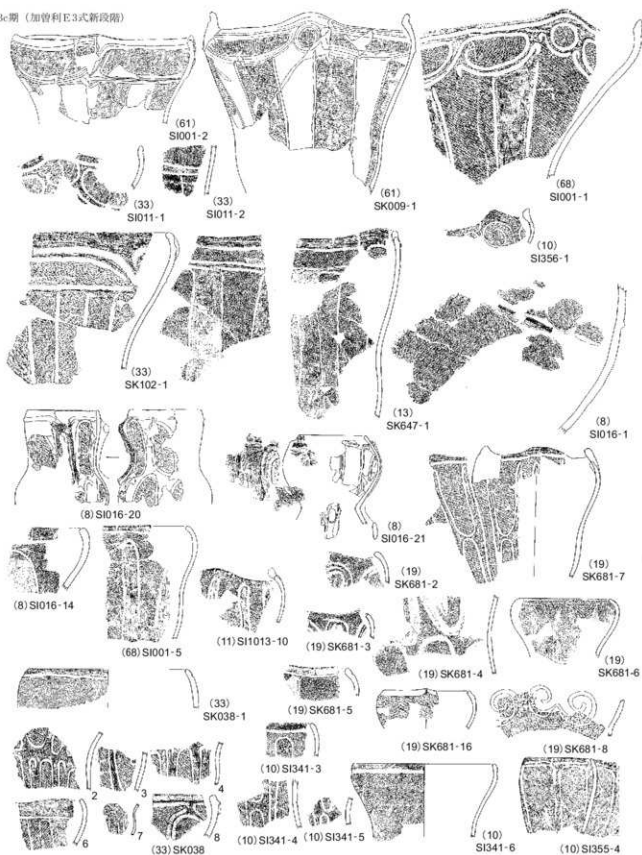 3c期（加曽利E3式新段階）
(61)
SI001-2
(61)
SK009-1
(68)
SI001-1
(33)
SI011-1
(33)
SI011-2
(10)
SI356-1
(33)
SK102-1
(13)
SK647-1
(8)
SI016-1
(8)SI016-20
(8)
SI016-21
(19)
SK681-7
(8)SI016-14
(68)SI001-5
(11)SI1013-10
(19)
SK681-2
(19)SK681-3
(19)SK681-4
(19)
SK681-6
(33)
SK038-1
(19)SK681-5
(19)SK681-16
(19)SK681-8
2
3
4
(10)SI341-3
6
7
8
(33)SK038
(10)SI341-4
(10)SI341-5
(10)
SI341-6
(10)SI355-4